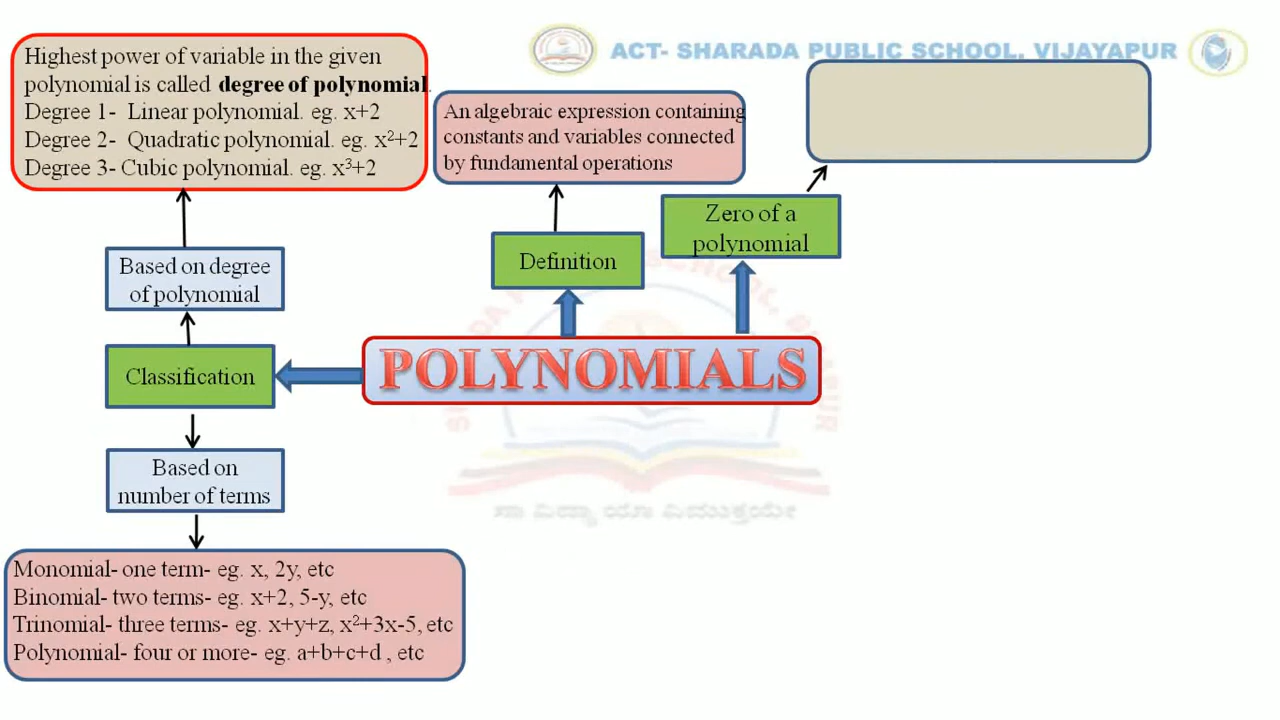 ACT- SHARADA PUBLIC SCHOOL, VIJAYAPUR
Highest power of variable in the given
polynomial is called degree of polynomial.
Degree 1- Linear polynomial. eg. x+2
Degree 2- Quadratic polynomial. eg. x²+2
Degree 3- Cubic polynomial. eg. x³+2
An algebraic expression containing
constants and variables connected
by fundamental operations
Zero of a
polynomial
Definition
Based on degree
of polynomial
Classification
POLYNOMIALS
Based on
number of terms
Monomial- one term- eg. x, 2y, etc
Binomial- two terms- eg. x+2, 5-y, etc
Trinomial- three terms- eg. x+y+z, x²+3x-5, etc
Polynomial- four or more- eg. a+b+c+d , etc